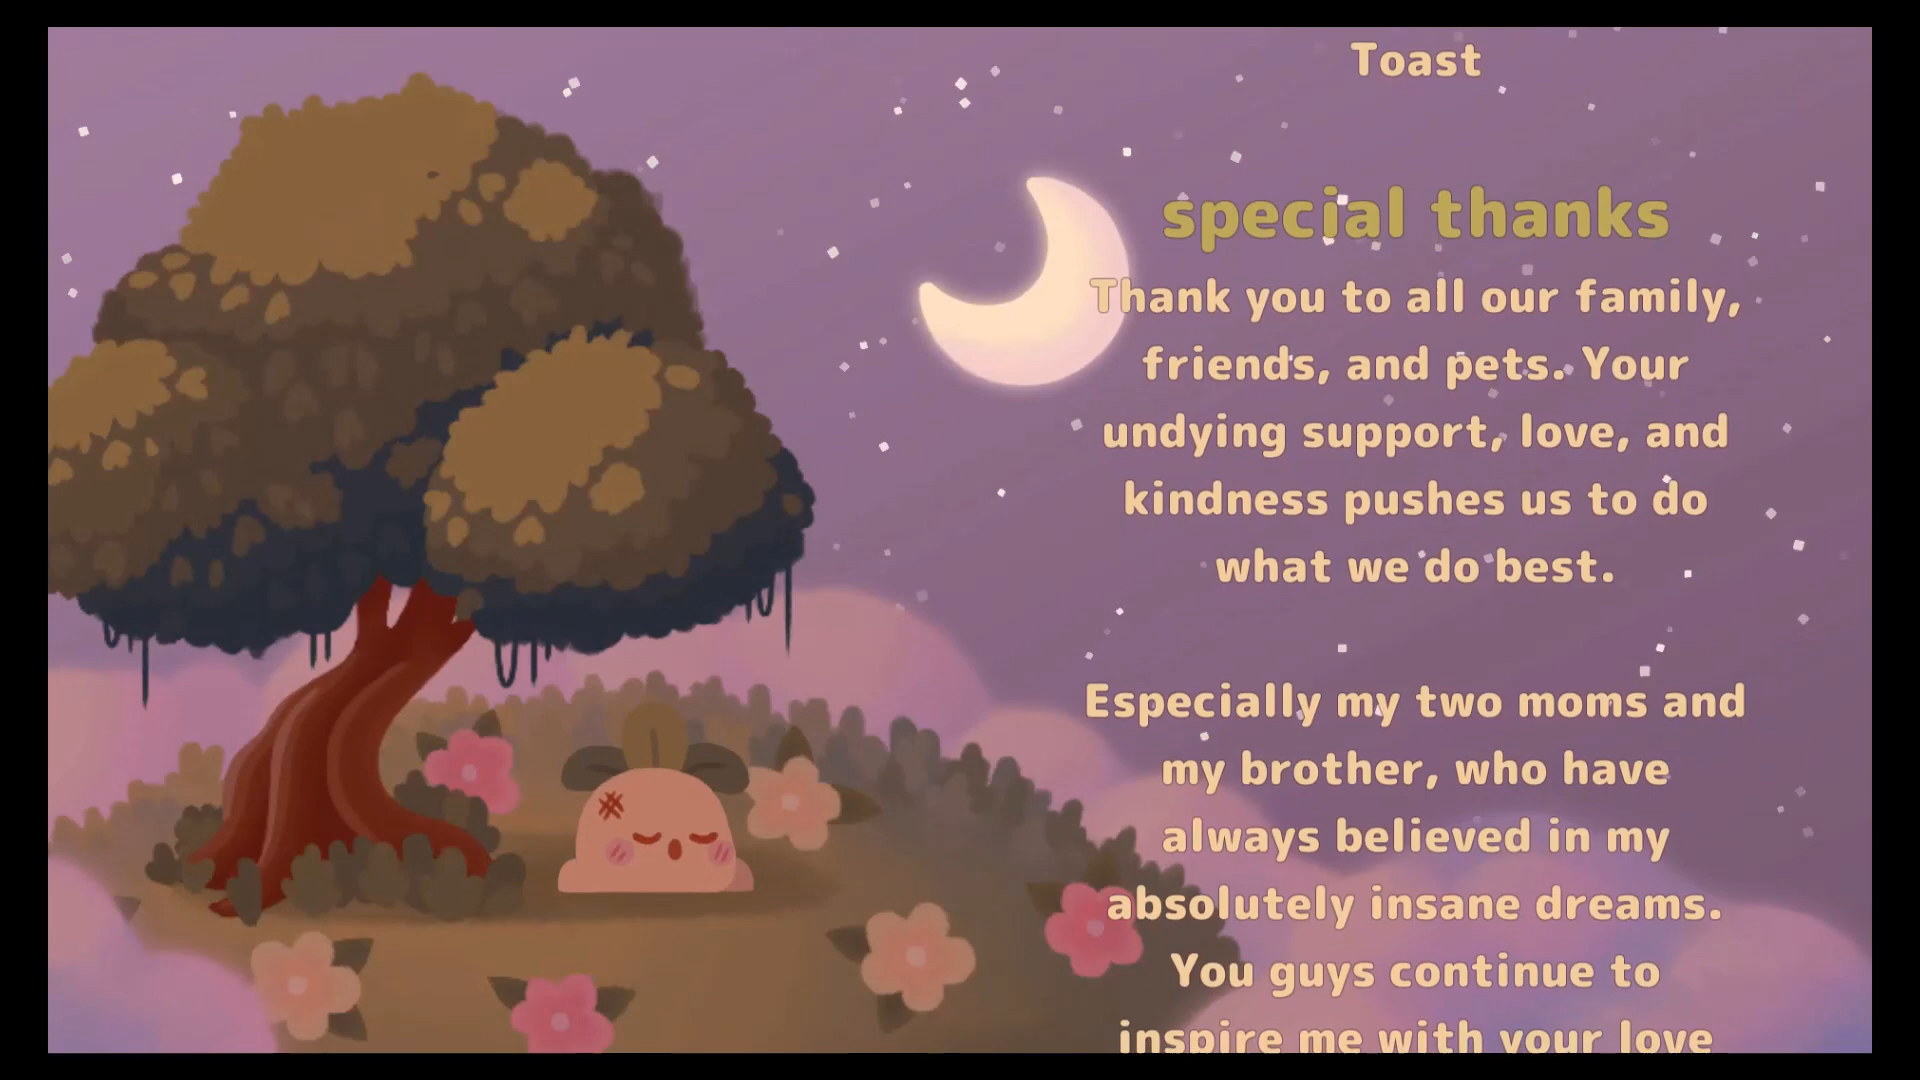 Toast
special thanks
Thank you to all our family,
friends, and pets. Your
undying support, love, and
kindness pushes us to do
what we do best.
Especially my two moms and
my brother, who have
always believed in my
absolutely insane dreams.
You guys continue to
inspire me with your love